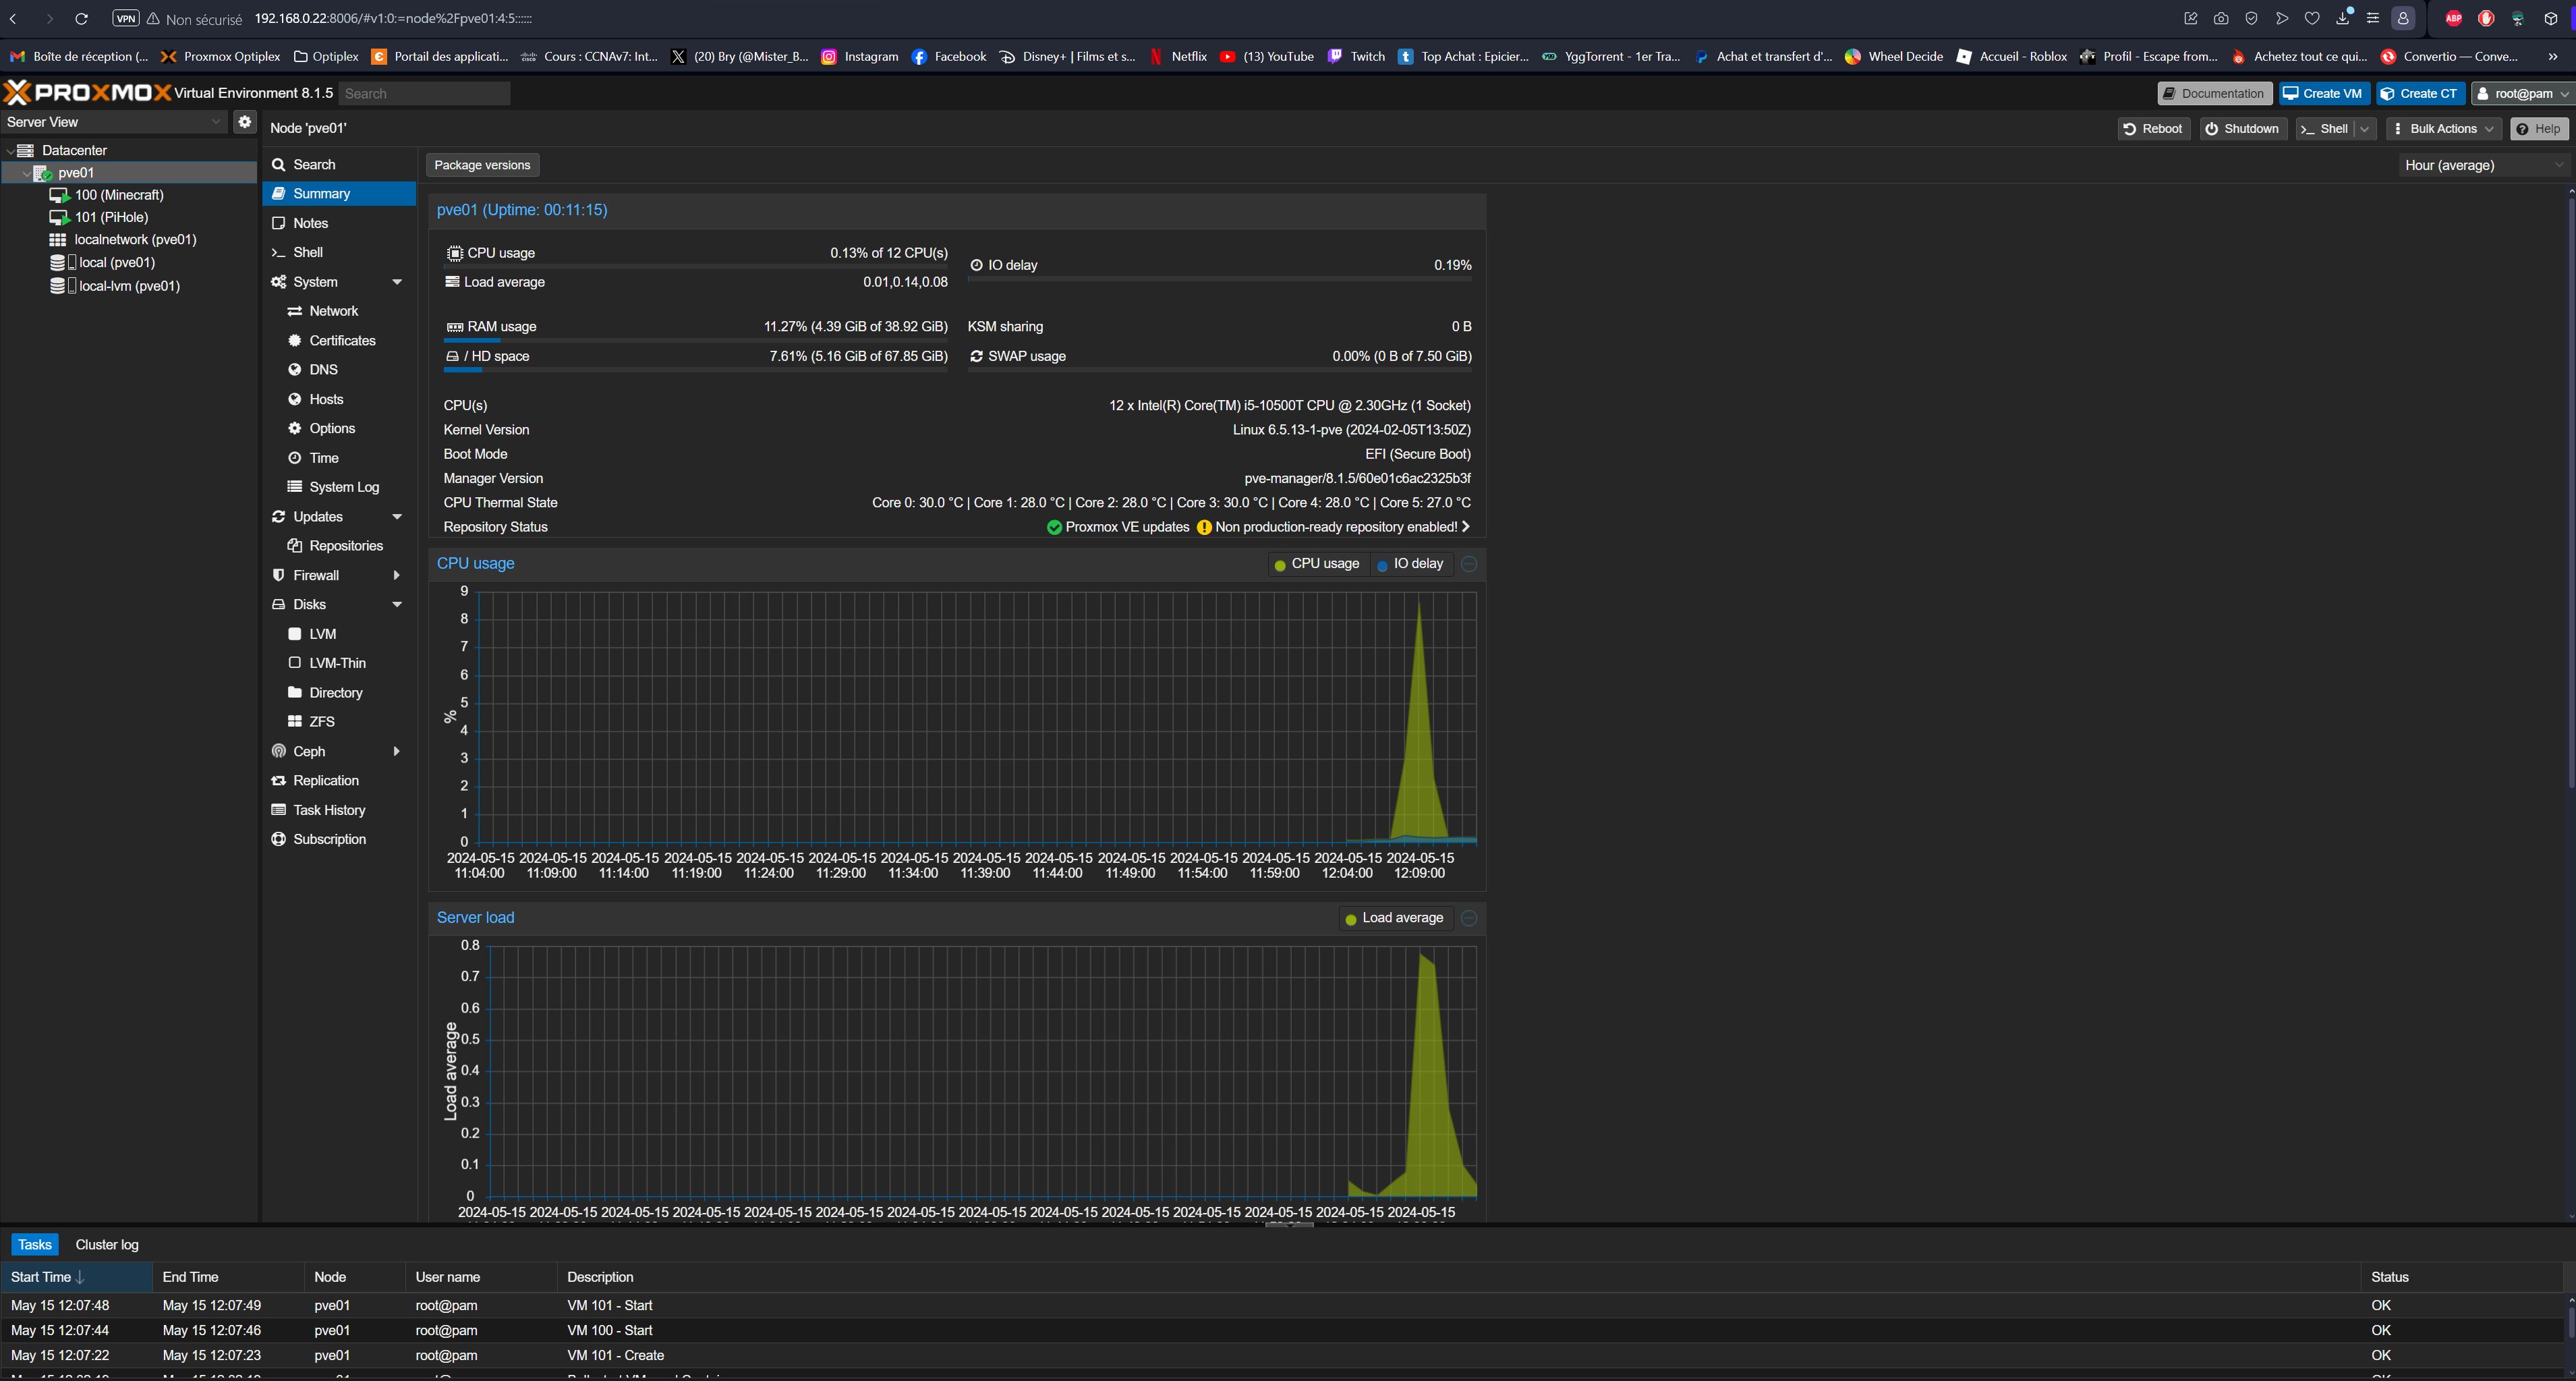 VPN Non sécurisé 192.168.0.22:8006/#v1:0:=node%2Fpve01:4:5::::::
Boîte de réception (... Proxmox Optiplex Optiplex Portail des applicati... Cours : CCNAv7: Int... (20) Bry (@Mister_B... Instagram Facebook Disney+ | Films et s... Netflix (13) YouTube Twitch Top Achat : Epicier... YggTorrent - 1er Tra... Achat et transfert d'... Wheel Decide Accueil - Roblox Profil - Escape from... Achetez tout ce qui... Convertio — Conve... »
PROXMOX Virtual Environment 8.1.5 Search Documentation Create VM Create CT root@pam
Server View
Node 'pve01' Reboot Shutdown Shell Bulk Actions Help
Datacenter
pve01
100 (Minecraft)
101 (PiHole)
localnetwork (pve01)
local (pve01)
local-lvm (pve01)
Search
Summary
Notes
Shell
System
Network
Certificates
DNS
Hosts
Options
Time
System Log
Updates
Repositories
Firewall
Disks
LVM
LVM-Thin
Directory
ZFS
Ceph
Replication
Task History
Subscription
Package versions Hour (average)
pve01 (Uptime: 00:11:15)
CPU usage 0.13% of 12 CPU(s)
IO delay 0.19%
Load average 0.01,0.14,0.08
RAM usage 11.27% (4.39 GiB of 38.92 GiB) KSM sharing 0 B
/ HD space 7.61% (5.16 GiB of 67.85 GiB) SWAP usage 0.00% (0 B of 7.50 GiB)
CPU(s) 12 x Intel(R) Core(TM) i5-10500T CPU @ 2.30GHz (1 Socket)
Kernel Version Linux 6.5.13-1-pve (2024-02-05T13:50Z)
Boot Mode EFI (Secure Boot)
Manager Version pve-manager/8.1.5/60e01c6ac2325b3f
CPU Thermal State Core 0: 30.0 °C | Core 1: 28.0 °C | Core 2: 28.0 °C | Core 3: 30.0 °C | Core 4: 28.0 °C | Core 5: 27.0 °C
Repository Status Proxmox VE updates Non production-ready repository enabled!
CPU usage CPU usage IO delay
9
8
7
6
5
%
4
3
2
1
0
2024-05-15 2024-05-15 2024-05-15 2024-05-15 2024-05-15 2024-05-15 2024-05-15 2024-05-15 2024-05-15 2024-05-15 2024-05-15 2024-05-15 2024-05-15 2024-05-15
11:04:00 11:09:00 11:14:00 11:19:00 11:24:00 11:29:00 11:34:00 11:39:00 11:44:00 11:49:00 11:54:00 11:59:00 12:04:00 12:09:00
Server load Load average
0.8
0.7
0.6
0.5
Load average
0.4
0.3
0.2
0.1
0
2024-05-15 2024-05-15 2024-05-15 2024-05-15 2024-05-15 2024-05-15 2024-05-15 2024-05-15 2024-05-15 2024-05-15 2024-05-15 2024-05-15 2024-05-15 2024-05-15
Tasks Cluster log
Start Time End Time Node User name Description Status
May 15 12:07:48 May 15 12:07:49 pve01 root@pam VM 101 - Start OK
May 15 12:07:44 May 15 12:07:46 pve01 root@pam VM 100 - Start OK
May 15 12:07:22 May 15 12:07:23 pve01 root@pam VM 101 - Create OK